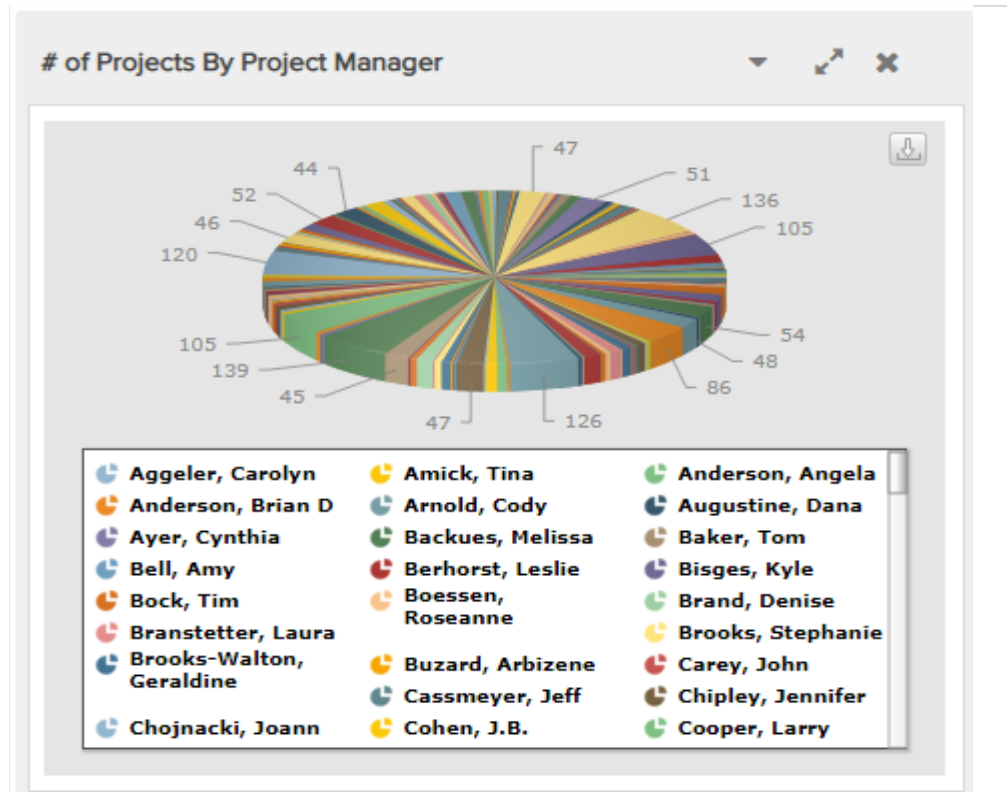 # of Projects By Project Manager
47
44
51
52
136
46
105
120
105
54
139
48
45
86
47
126
Aggeler, Carolyn
Amick, Tina
Anderson, Angela
Anderson, Brian D
Arnold, Cody
Augustine, Dana
Ayer, Cynthia
Backues, Melissa
Baker, Tom
Bell, Amy
Berhorst, Leslie
Bisges, Kyle
Bock, Tim
Boessen,
Roseanne
Brand, Denise
Branstetter, Laura
Brooks, Stephanie
Brooks-Walton,
Geraldine
Buzard, Arbizene
Carey, John
Cassmeyer, Jeff
Chipley, Jennifer
Chojnacki, Joann
Cohen, J.B.
Cooper, Larry